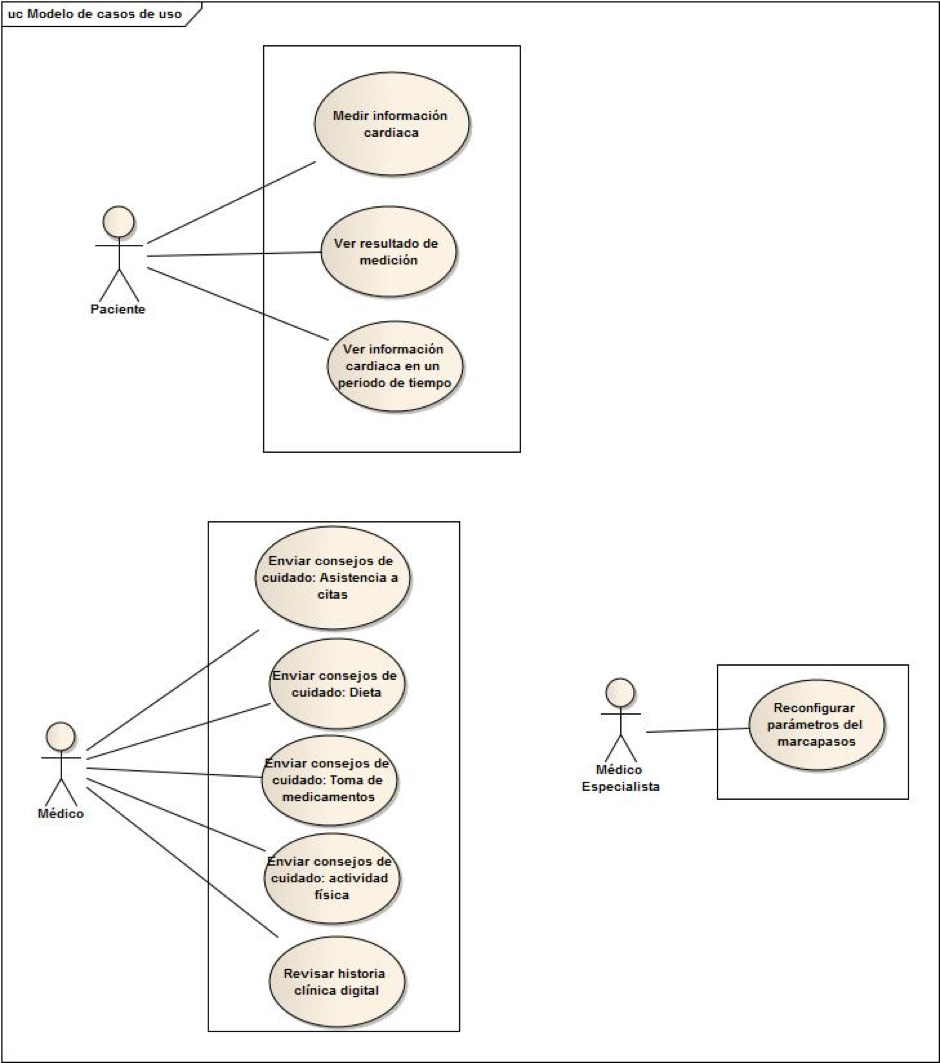 uc Modelo de casos de uso
Medir información
cardiaca
Ver resultado de
medición
Paciente
Ver información
cardiaca en un
periodo de tiempo
Enviar consejos de
cuidado: Asistencia a
citas
Enviar consejos de
cuidado: Dieta
Enviar consejos de
cuidado: Toma de
medicamentos
Médico
Enviar consejos de
cuidado: actividad
física
Revisar historia
clínica digital
Reconfigurar
parámetros del
marcapasos
Médico
Especialista